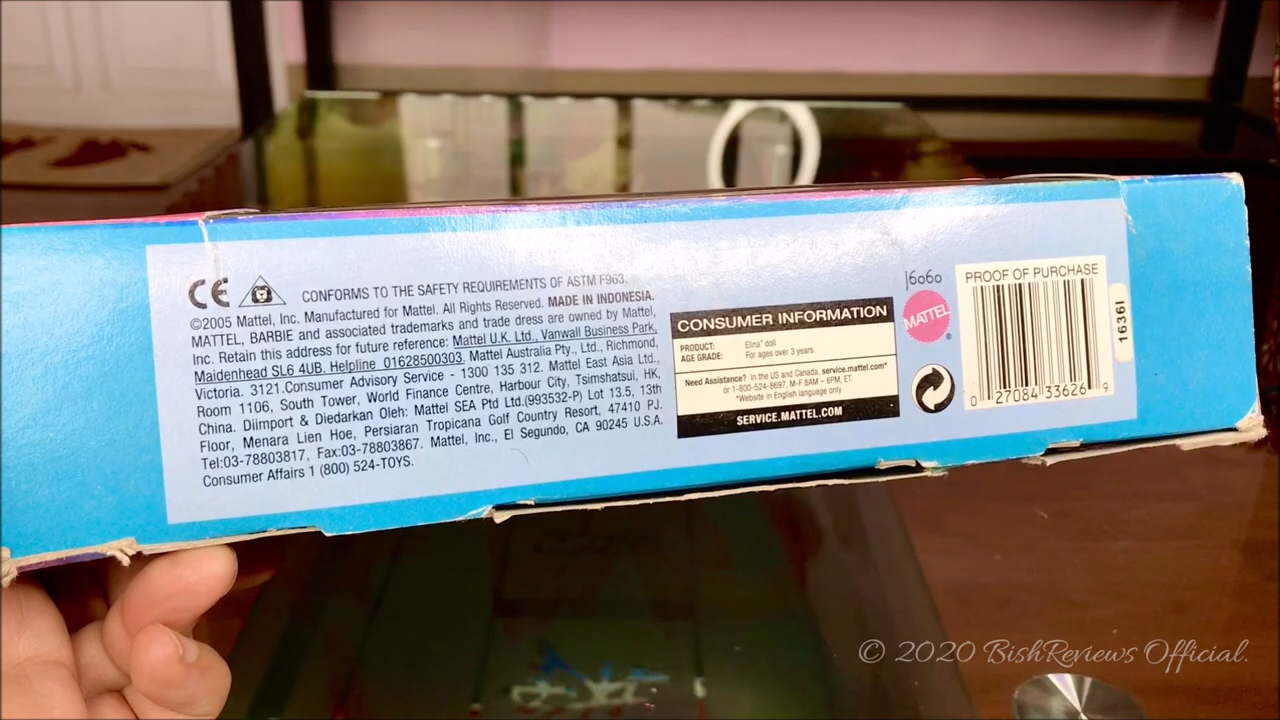 CE
CONFORMS TO THE SAFETY REQUIREMENTS OF ASTM F963.
©2005 Mattel, Inc. Manufactured for Mattel. All Rights Reserved. MADE IN INDONESIA.
MATTEL, BARBIE and associated trademarks and trade dress are owned by Mattel,
Inc. Retain this address for future reference: Mattel U.K. Ltd., Vanwall Business Park,
Maidenhead SL6 4UB. Helpline 01628500303. Mattel Australia Pty., Ltd., Richmond,
Victoria. 3121.Consumer Advisory Service - 1300 135 312. Mattel East Asia Ltd.,
Room 1106, South Tower, World Finance Centre, Harbour City, Tsimshatsui, HK,
China. Diimport & Diedarkan Oleh: Mattel SEA Ptd Ltd.(993532-P) Lot 13.5, 13th
Floor, Menara Lien Hoe, Persiaran Tropicana Golf Country Resort, 47410 PJ.
Tel:03-78803817, Fax:03-78803867. Mattel, Inc., El Segundo, CA 90245 U.S.A.
Consumer Affairs 1 (800) 524-TOYS.
CONSUMER INFORMATION
PRODUCT: Elina™ doll
AGE GRADE: For ages over 3 years.
Need Assistance? In the US and Canada, service.mattel.com*
or 1-800-524-8697, M-F 8AM – 6PM, ET.
*Website in English language only
SERVICE.MATTEL.COM
J6060
MATTEL®
PROOF OF PURCHASE
0 27084 33626 9
1636I
© 2020 BishReviews Official.